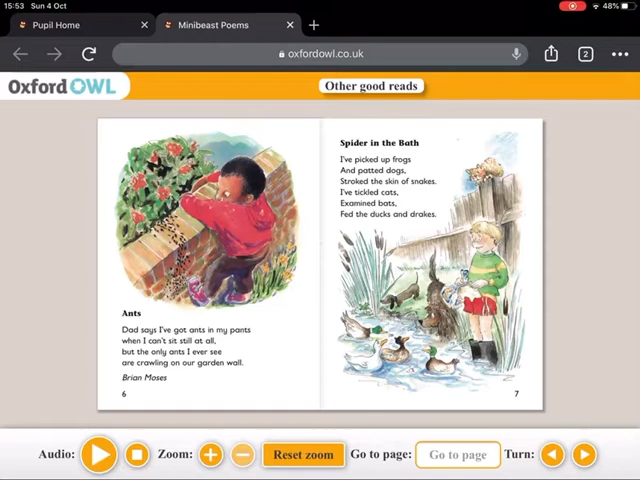 15:53 Sun 4 Oct
48%
Pupil Home
Minibeast Poems
oxfordowl.co.uk
2
Oxford OWL
Other good reads
Ants
Dad says I've got ants in my pants
when I can't sit still at all,
but the only ants I ever see
are crawling on our garden wall.
Brian Moses
6
Spider in the Bath
I've picked up frogs
And patted dogs,
Stroked the skin of snakes.
I've tickled cats,
Examined bats,
Fed the ducks and drakes.
7
Audio:
Zoom:
Reset zoom
Go to page:
Go to page
Turn: